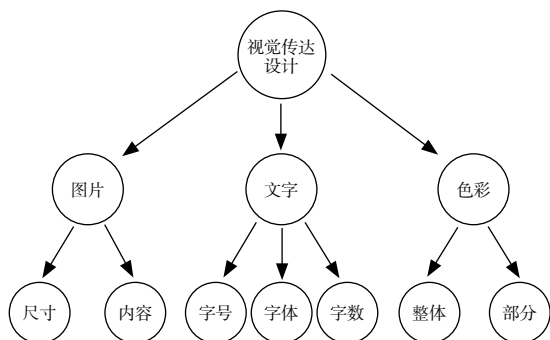 视觉传达
设计
图片
文字
色彩
尺寸
内容
字号
字体
字数
整体
部分